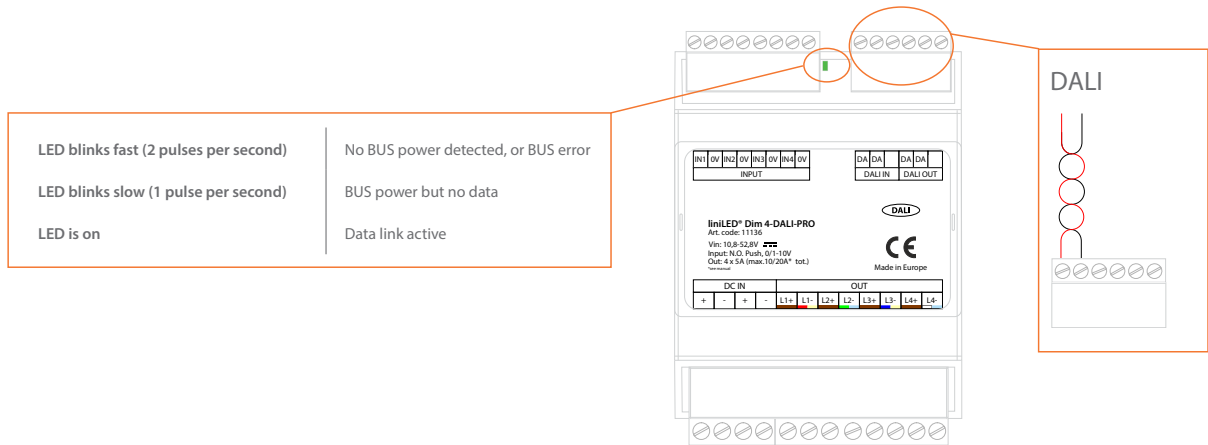 LED blinks fast (2 pulses per second) No BUS power detected, or BUS error
LED blinks slow (1 pulse per second) BUS power but no data
LED is on Data link active
IN1 0V IN2 0V IN3 0V IN4 0V
INPUT
DA DA DA DA
DALI IN DALI OUT
DALI
liniLED® Dim 4-DALI-PRO
Art. code: 11136
Vin: 10,8-52,8V
Input: N.O. Push, 0/1-10V
Out: 4 x 5A (max.10/20A* tot.)
*see manual
CE
Made in Europe
DC IN OUT
+ - + - L1+ L1- L2+ L2- L3+ L3- L4+ L4-
DALI